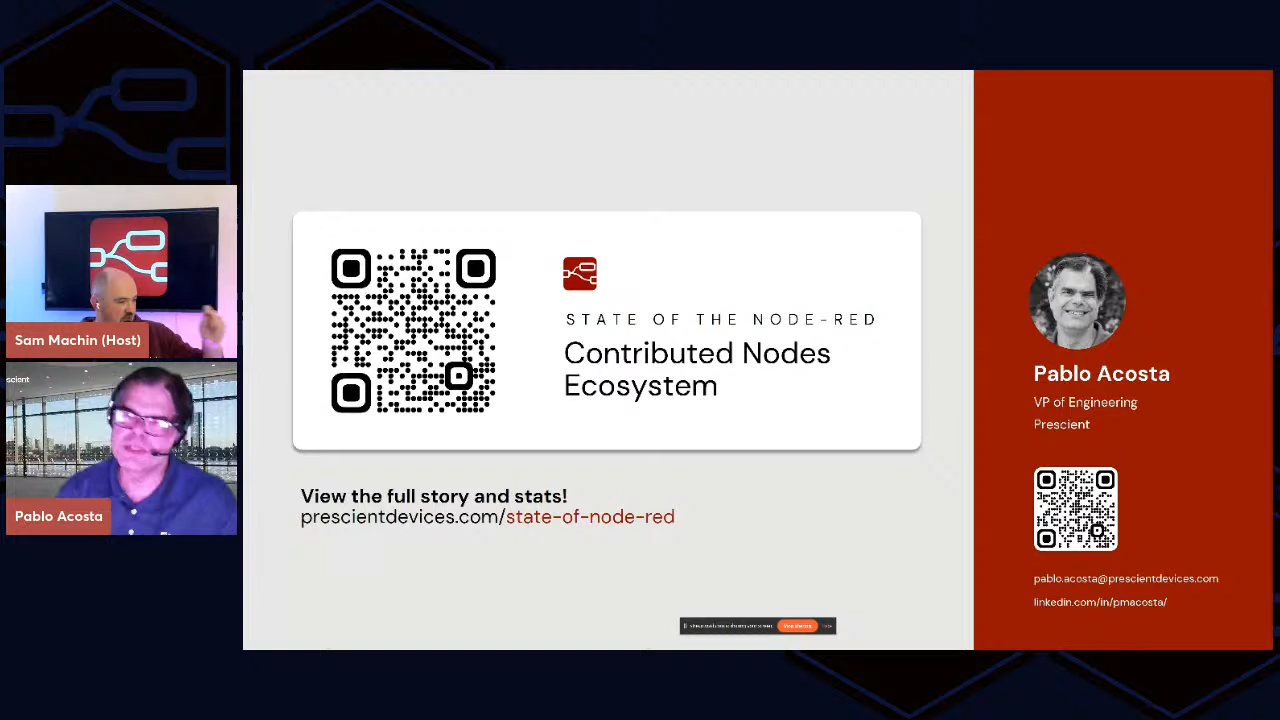 Sam Machin (Host)
scient
Pablo Acosta
STATE OF THE NODE-RED
Contributed Nodes
Ecosystem
View the full story and stats!
prescientdevices.com/state-of-node-red
Pablo Acosta
VP of Engineering
Prescient
pablo.acosta@prescientdevices.com
linkedin.com/in/pmacosta/